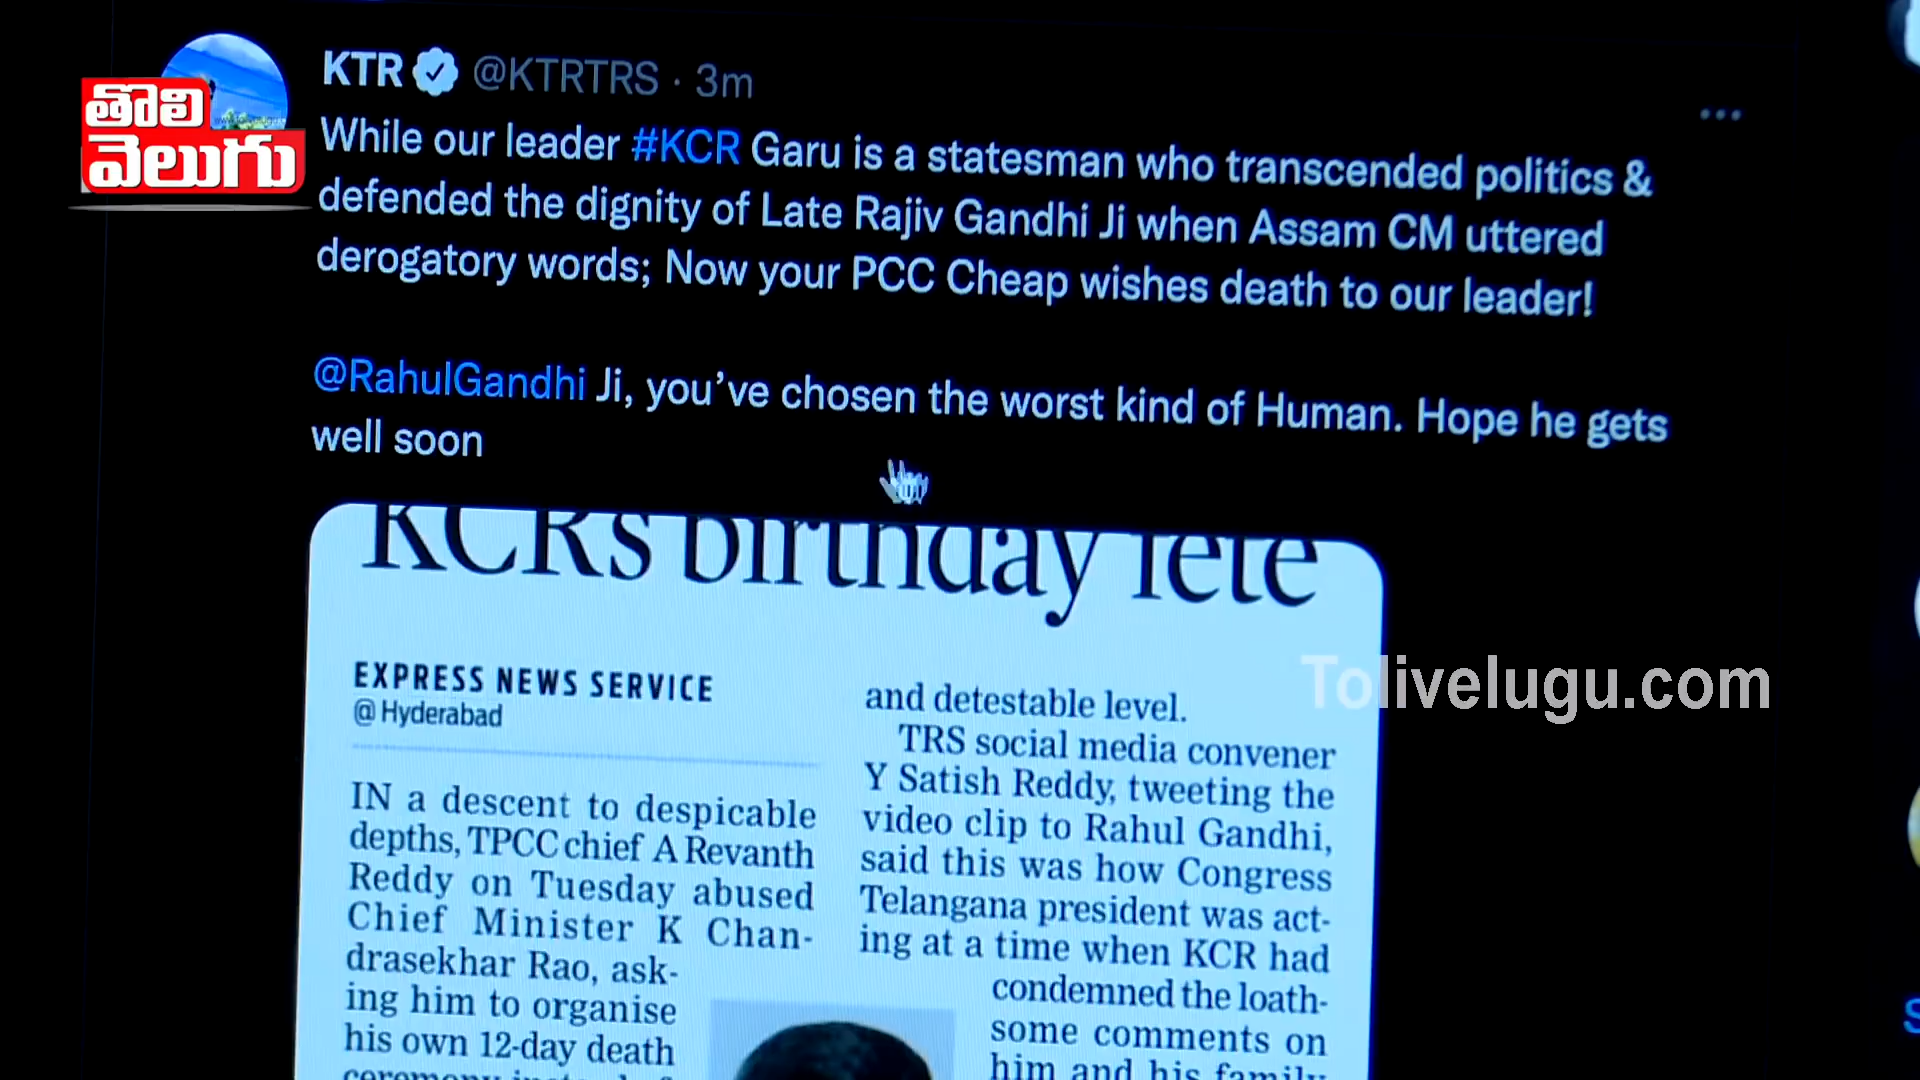 KTR @KTRTRS · 3m
తొలి
వెలుగు
While our leader #KCR Garu is a statesman who transcended politics &
defended the dignity of Late Rajiv Gandhi Ji when Assam CM uttered
derogatory words; Now your PCC Cheap wishes death to our leader!
@RahulGandhi Ji, you've chosen the worst kind of Human. Hope he gets
well soon
KCRs birthday fete
Tolivelugu.com
EXPRESS NEWS SERVICE
@ Hyderabad
IN a descent to despicable
depths, TPCC chief A Revanth
Reddy on Tuesday abused
Chief Minister K Chan-
drasekhar Rao, ask-
ing him to organise
his own 12-day death
and detestable level.
TRS social media convener
Y Satish Reddy, tweeting the
video clip to Rahul Gandhi,
said this was how Congress
Telangana president was act-
ing at a time when KCR had
condemned the loath-
some comments on
him and his family